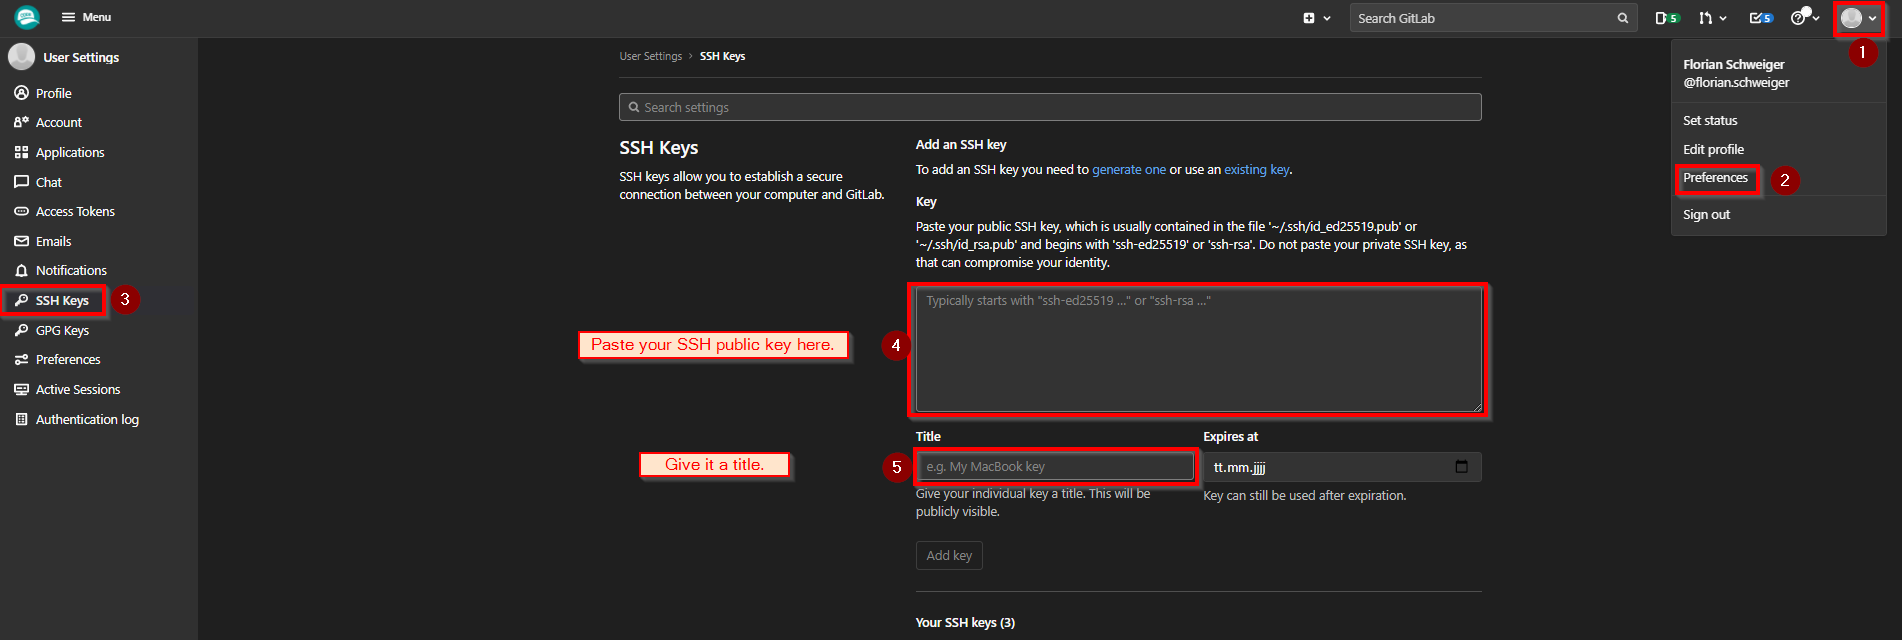 Menu
Search GitLab
5
5
1
User Settings
Profile
Account
Applications
Chat
Access Tokens
Emails
Notifications
SSH Keys
3
GPG Keys
Preferences
Active Sessions
Authentication log
User Settings › SSH Keys
Search settings
SSH Keys
SSH keys allow you to establish a secure
connection between your computer and GitLab.
Add an SSH key
To add an SSH key you need to generate one or use an existing key.
Key
Paste your public SSH key, which is usually contained in the file '~/.ssh/id_ed25519.pub' or
'~/.ssh/id_rsa.pub' and begins with 'ssh-ed25519' or 'ssh-rsa'. Do not paste your private SSH key, as
that can compromise your identity.
Typically starts with "ssh-ed25519 ..." or "ssh-rsa ..."
Paste your SSH public key here.
4
Title
Expires at
Give it a title.
5
e.g. My MacBook key
tt.mm.jjjj
Give your individual key a title. This will be
publicly visible.
Key can still be used after expiration.
Add key
Your SSH keys (3)
Florian Schweiger
@florian.schweiger
Set status
Edit profile
Preferences
2
Sign out